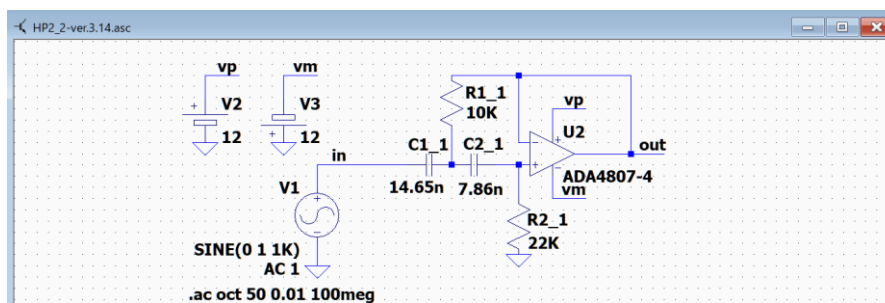 HP2_2-ver.3.14.asc
vp
vm
V2
12
V3
12
R1_1
10K
vp
U2
in
C1_1
C2_1
out
14.65n
7.86n
ADA4807-4
vm
V1
R2_1
22K
SINE(0 1 1K)
AC 1
.ac oct 50 0.01 100meg